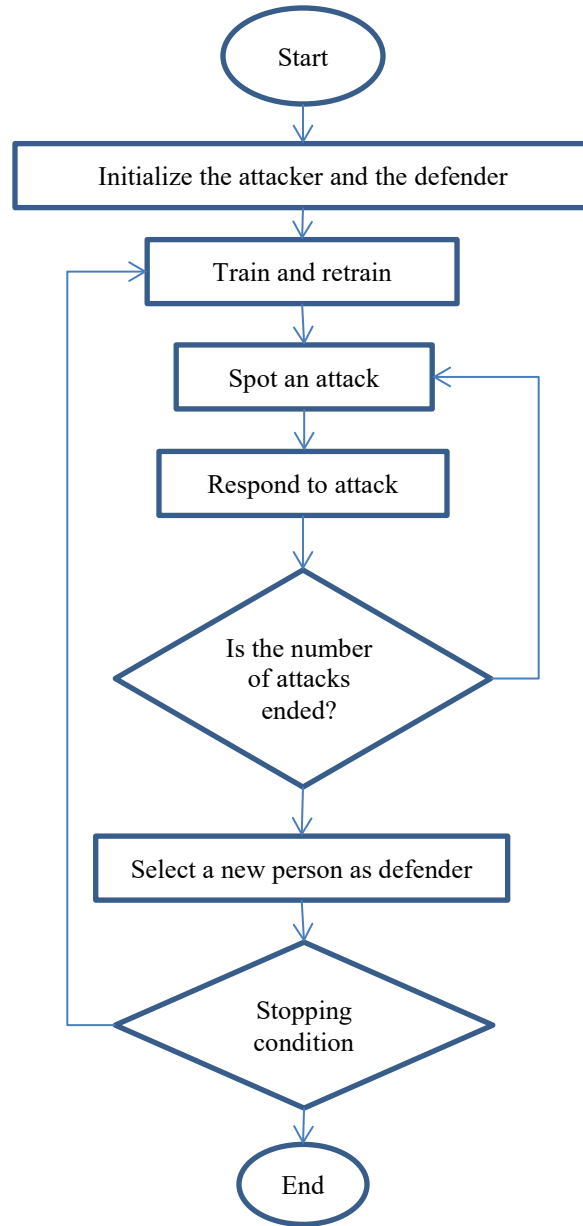 Start
Initialize the attacker and the defender
Train and retrain
Spot an attack
Respond to attack
Is the number
of attacks
ended?
Select a new person as defender
Stopping
condition
End